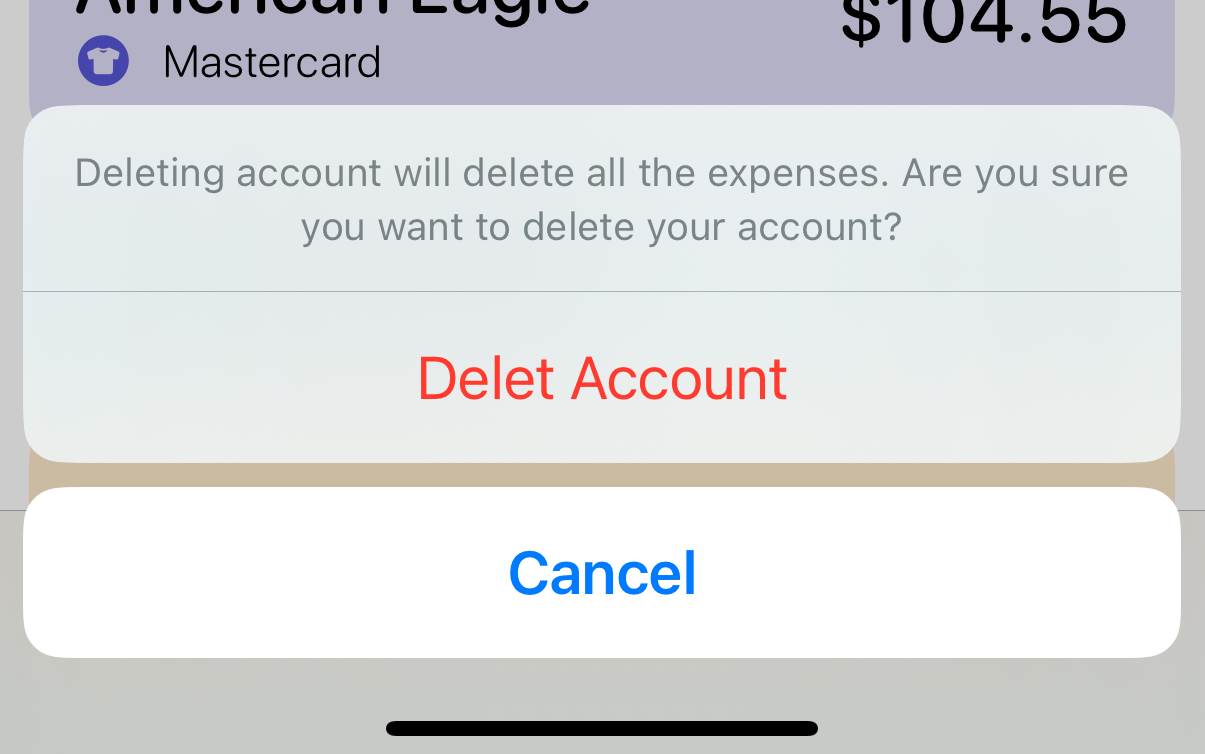 American Eagle
$104.55
Mastercard
Deleting account will delete all the expenses. Are you sure
you want to delete your account?
Delet Account
Cancel